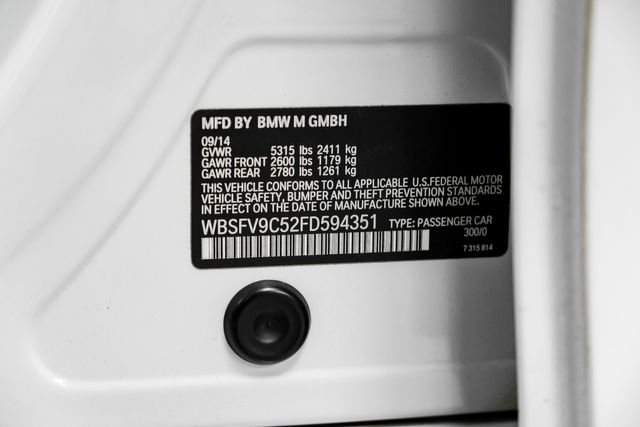 MFD BY BMW M GMBH
09/14
GVWR 5315 lbs 2411 kg
GAWR FRONT 2600 lbs 1179 kg
GAWR REAR 2780 lbs 1261 kg
THIS VEHICLE CONFORMS TO ALL APPLICABLE U.S.FEDERAL MOTOR
VEHICLE SAFETY, BUMPER AND THEFT PREVENTION STANDARDS
IN EFFECT ON THE DATE OF MANUFACTURE SHOWN ABOVE.
WBSFV9C52FD594351 TYPE: PASSENGER CAR
300/0
7 315 814